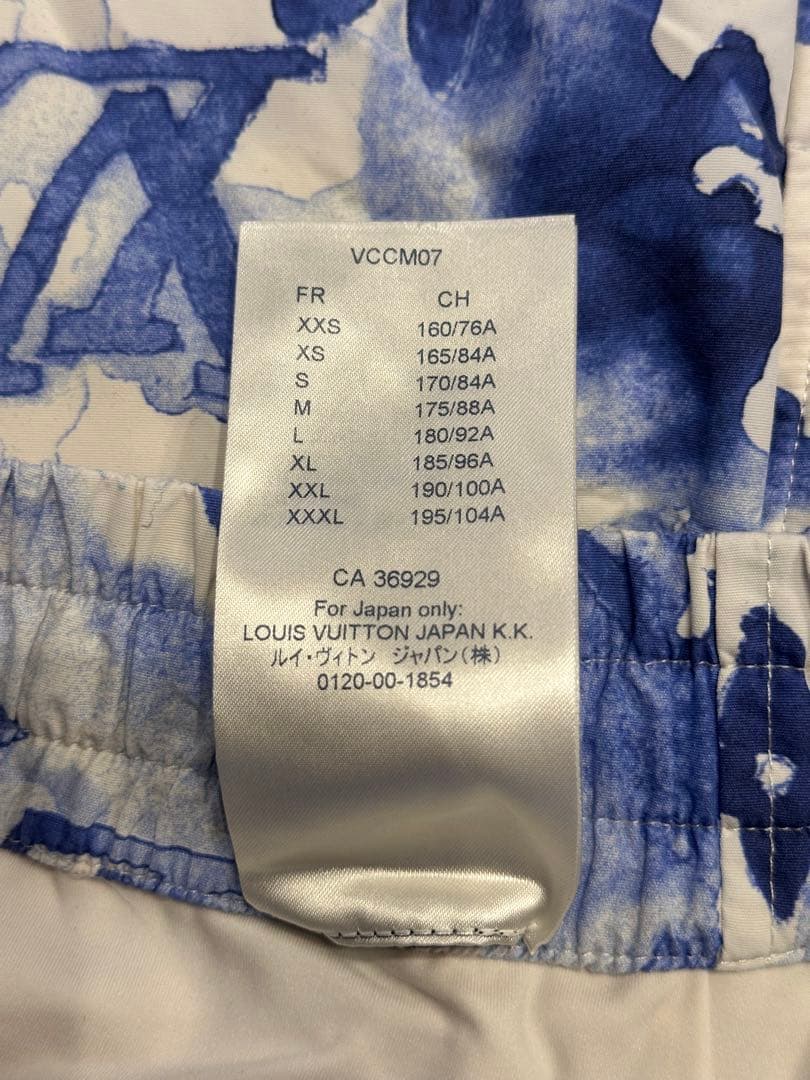 VCCM07
FR CH
XXS 160/76A
XS 165/84A
S 170/84A
M 175/88A
L 180/92A
XL 185/96A
XXL 190/100A
XXXL 195/104A
CA 36929
For Japan only:
LOUIS VUITTON JAPAN K.K.
ルイ・ヴィトン ジャパン(株)
0120-00-1854